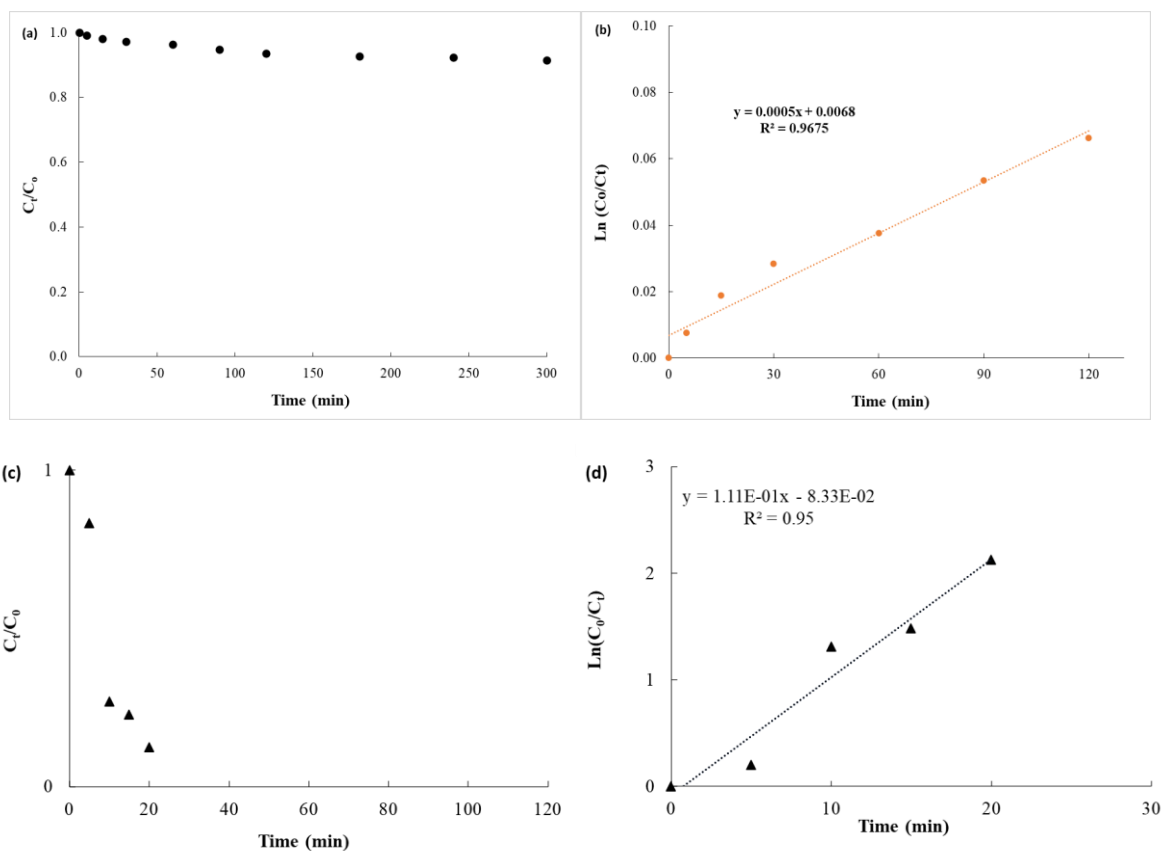 (a)
1.0
0.8
0.6
0.4
0.2
0.0
Cₜ/Cₒ
0 50 100 150 200 250 300
Time (min)
(b)
0.10
0.08
0.06
0.04
0.02
0.00
Ln (Co/Ct)
y = 0.0005x + 0.0068
R² = 0.9675
0 30 60 90 120
Time (min)
(c)
1
0
Cₜ/C₀
0 20 40 60 80 100 120
Time (min)
(d)
3
2
1
0
Ln(C₀/Cₜ)
y = 1.11E-01x - 8.33E-02
R² = 0.95
0 10 20 30
Time (min)